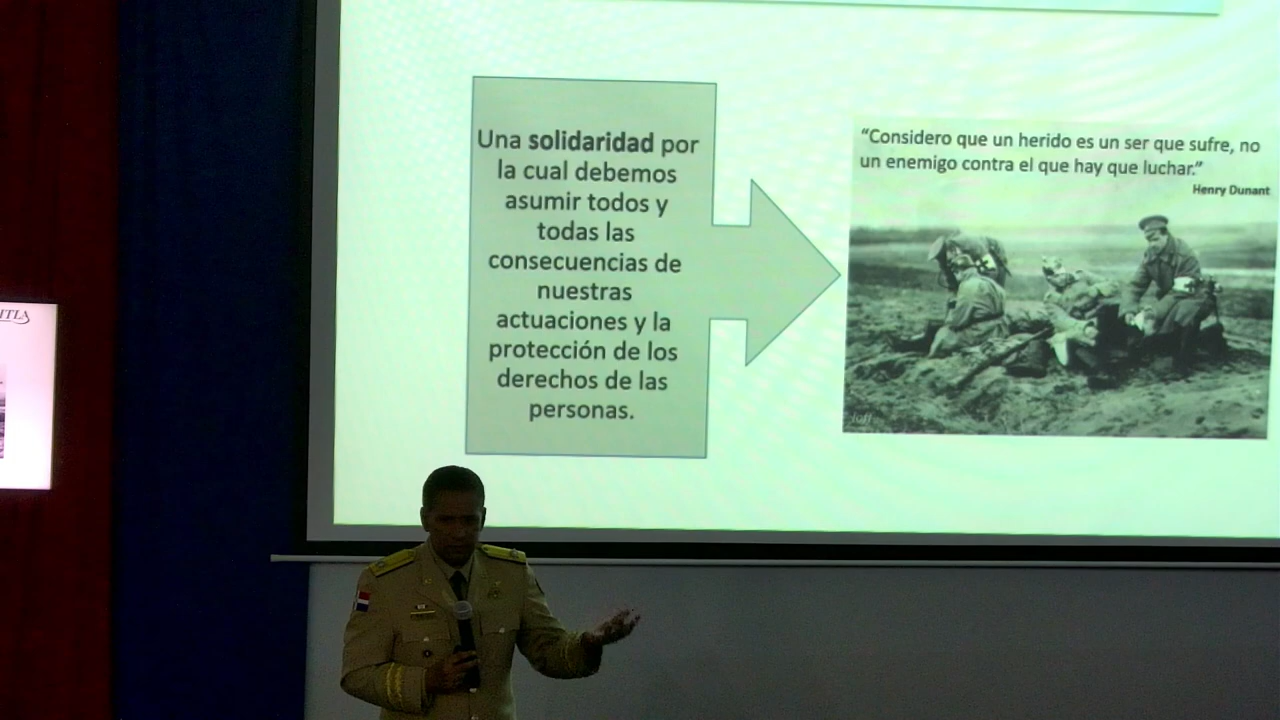 Una solidaridad por
la cual debemos
asumir todos y
todas las
consecuencias de
nuestras
actuaciones y la
protección de los
derechos de las
personas.
“Considero que un herido es un ser que sufre, no
un enemigo contra el que hay que luchar.”
Henry Dunant
ITLA